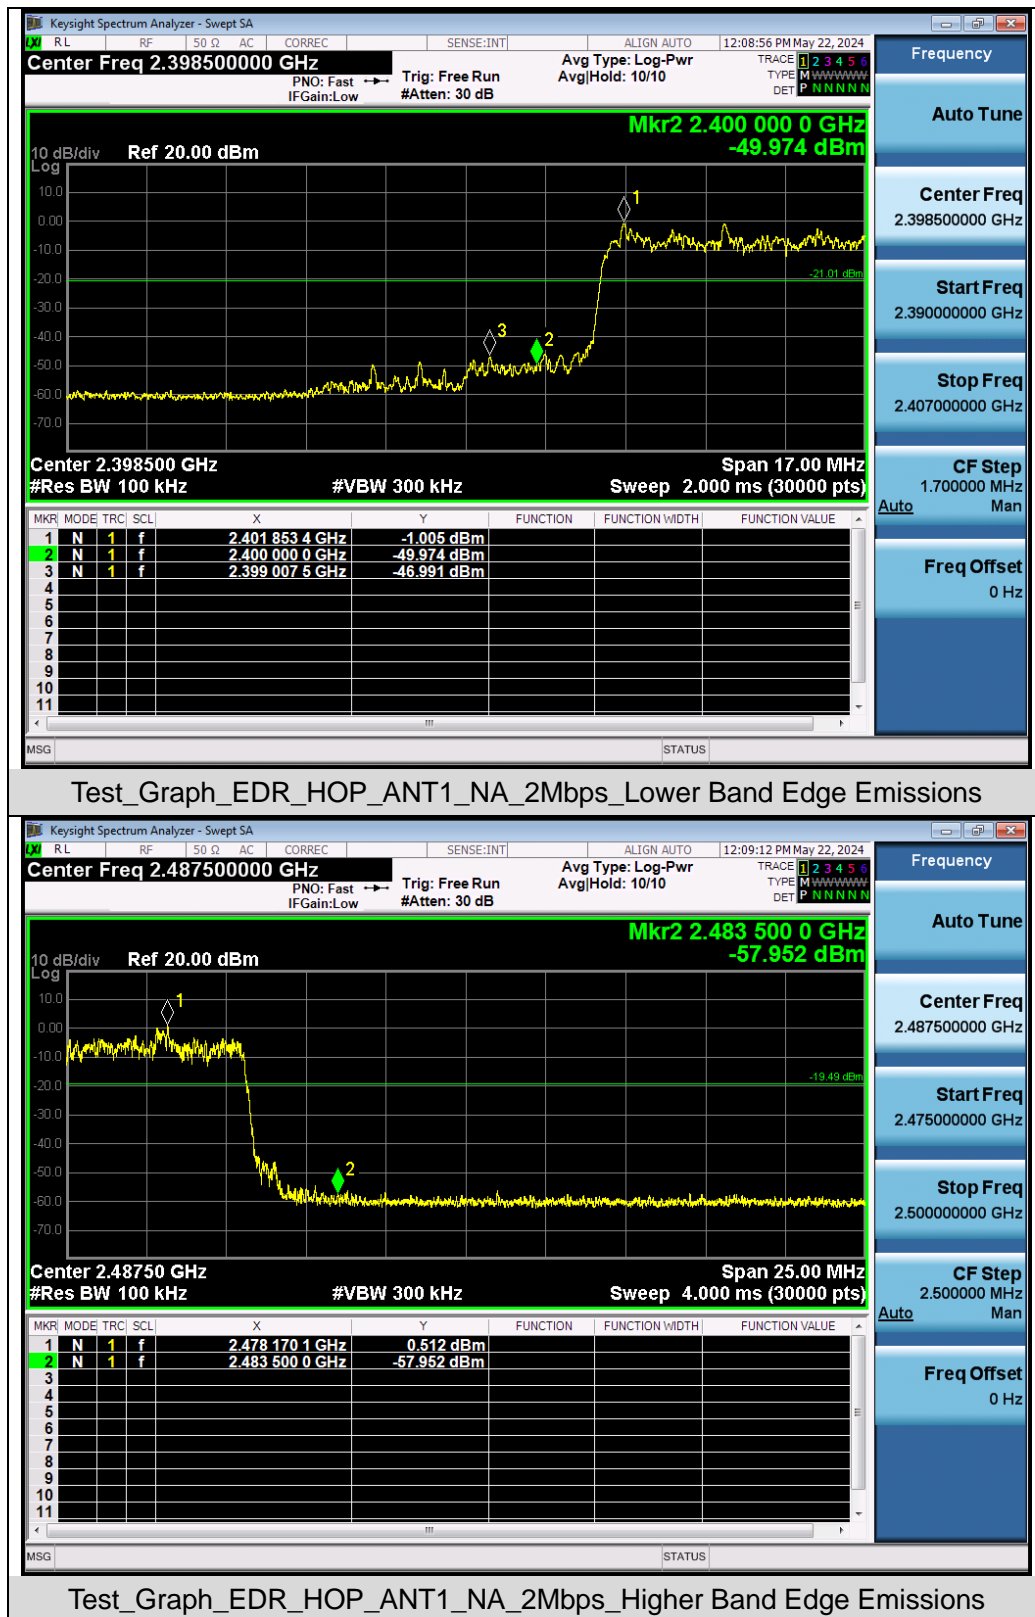 Keysight Spectrum Analyzer - Swept SA
LXI RL RF 50 Ω AC CORREC SENSE:INT ALIGN AUTO 12:08:56 PM May 22, 2024
Center Freq 2.398500000 GHz
PNO: Fast
IFGain:Low
Trig: Free Run
#Atten: 30 dB
Avg Type: Log-Pwr
Avg|Hold: 10/10
TRACE 1 2 3 4 5 6
TYPE M WWWWW
DET P N N N N N
Mkr2 2.400 000 0 GHz
-49.974 dBm
10 dB/div Ref 20.00 dBm
Log
10.0
0.00
-10.0
-20.0
-30.0
-40.0
-50.0
-60.0
-70.0
1
-21.01 dBm
3
2
Center 2.398500 GHz Span 17.00 MHz
#Res BW 100 kHz #VBW 300 kHz Sweep 2.000 ms (30000 pts)
MKR MODE TRC SCL X Y FUNCTION FUNCTION WIDTH FUNCTION VALUE
1 N 1 f 2.401 853 4 GHz -1.005 dBm
2 N 1 f 2.400 000 0 GHz -49.974 dBm
3 N 1 f 2.399 007 5 GHz -46.991 dBm
4
5
6
7
8
9
10
11
MSG STATUS
Frequency
Auto Tune
Center Freq
2.398500000 GHz
Start Freq
2.390000000 GHz
Stop Freq
2.407000000 GHz
CF Step
1.700000 MHz
Auto Man
Freq Offset
0 Hz
Test_Graph_EDR_HOP_ANT1_NA_2Mbps_Lower Band Edge Emissions
Keysight Spectrum Analyzer - Swept SA
LXI RL RF 50 Ω AC CORREC SENSE:INT ALIGN AUTO 12:09:12 PM May 22, 2024
Center Freq 2.487500000 GHz
PNO: Fast
IFGain:Low
Trig: Free Run
#Atten: 30 dB
Avg Type: Log-Pwr
Avg|Hold: 10/10
TRACE 1 2 3 4 5 6
TYPE M WWWWW
DET P N N N N N
Mkr2 2.483 500 0 GHz
-57.952 dBm
10 dB/div Ref 20.00 dBm
Log
10.0
0.00
-10.0
-20.0
-30.0
-40.0
-50.0
-60.0
-70.0
1
-19.49 dBm
2
Center 2.48750 GHz Span 25.00 MHz
#Res BW 100 kHz #VBW 300 kHz Sweep 4.000 ms (30000 pts)
MKR MODE TRC SCL X Y FUNCTION FUNCTION WIDTH FUNCTION VALUE
1 N 1 f 2.478 170 1 GHz 0.512 dBm
2 N 1 f 2.483 500 0 GHz -57.952 dBm
3
4
5
6
7
8
9
10
11
MSG STATUS
Frequency
Auto Tune
Center Freq
2.487500000 GHz
Start Freq
2.475000000 GHz
Stop Freq
2.500000000 GHz
CF Step
2.500000 MHz
Auto Man
Freq Offset
0 Hz
Test_Graph_EDR_HOP_ANT1_NA_2Mbps_Higher Band Edge Emissions